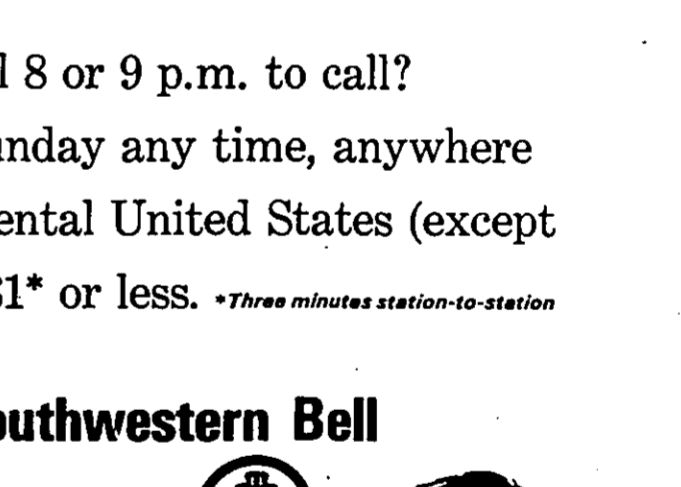 l 8 or 9 p.m. to call?
unday any time, anywhere
ental United States (except
$1* or less. *Three minutes station-to-station
outhwestern Bell